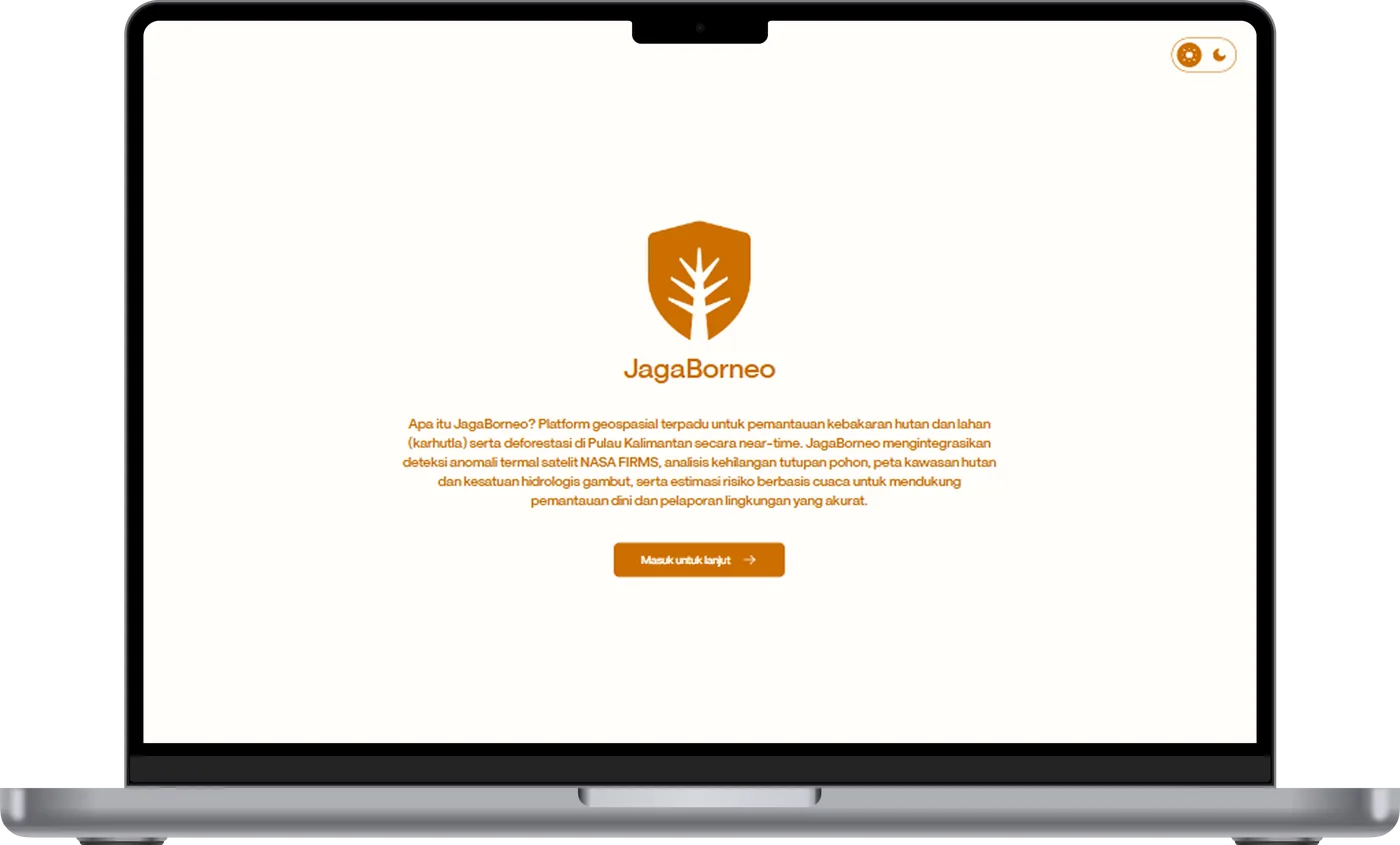 JagaBorneo
Apa itu JagaBorneo? Platform geospasial terpadu untuk pemantauan kebakaran hutan dan lahan
(karhutla) serta deforestasi di Pulau Kalimantan secara near-time. JagaBorneo mengintegrasikan
deteksi anomali termal satelit NASA FIRMS, analisis kehilangan tutupan pohon, peta kawasan hutan
dan kesatuan hidrologis gambut, serta estimasi risiko berbasis cuaca untuk mendukung
pemantauan dini dan pelaporan lingkungan yang akurat.
Masuk untuk lanjut